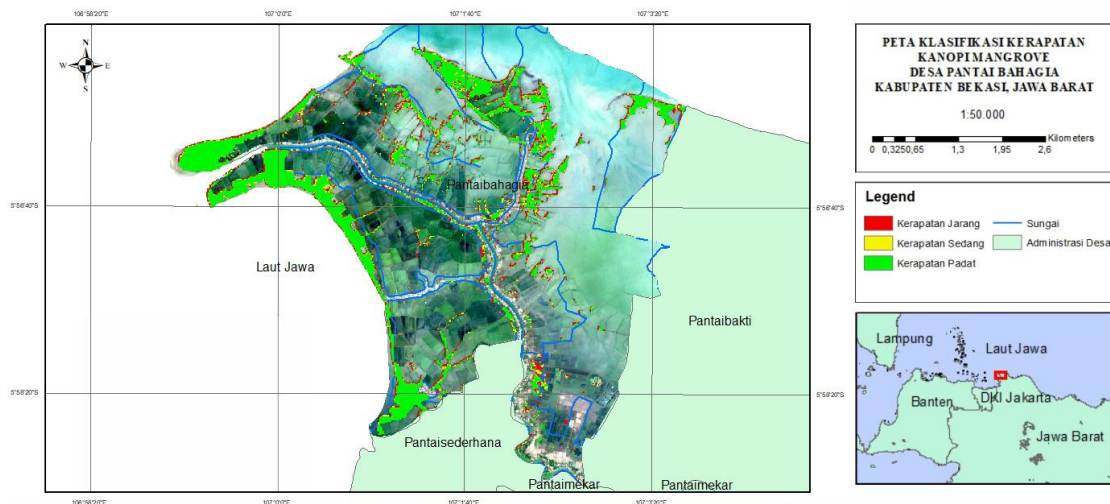 106°58'20"E 107°0'0"E 107°1'40"E 107°3'20"E
N
W E
S
5°56'40"S 5°56'40"S
5°58'20"S 5°58'20"S
Pantaibahagia
Laut Jawa
Pantaibakti
Pantaisederhana
Pantaimekar Pantaimekar
106°58'20"E 107°0'0"E 107°1'40"E 107°3'20"E
PETA KLASIFIKASI KERAPATAN
KANOPI MANGROVE
DESA PANTAI BAHAGIA
KABUPATEN BEKASI, JAWA BARAT
1:50.000
Kilometers
0 0,3250,65 1,3 1,95 2,6
Legend
Kerapatan Jarang Sungai
Kerapatan Sedang Administrasi Desa
Kerapatan Padat
Lampung
Laut Jawa
Banten
DKI Jakarta
Jawa Barat